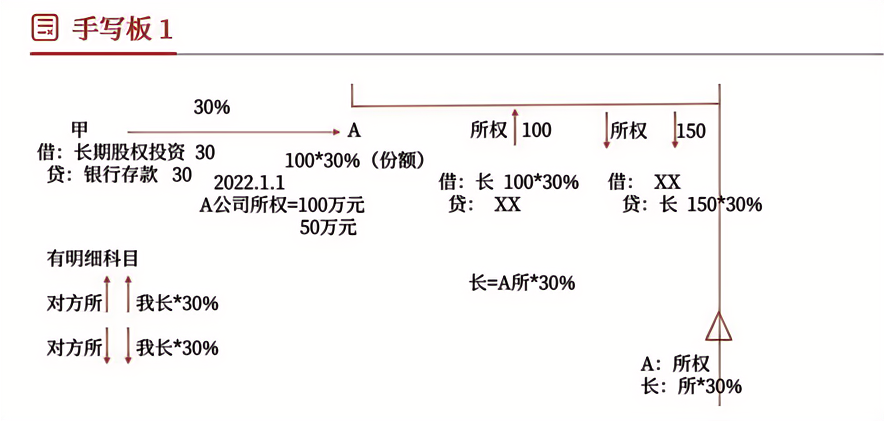 手写板 1
30%
甲
A
借：长期股权投资 30
贷：银行存款 30
100*30%（份额）
2022.1.1
A公司所权=100万元
50万元
所权 100
所权 150
借：长 100*30%
贷： XX
借： XX
贷：长 150*30%
有明细科目
对方所 我长*30%
对方所 我长*30%
长=A所*30%
A：所权
长：所*30%